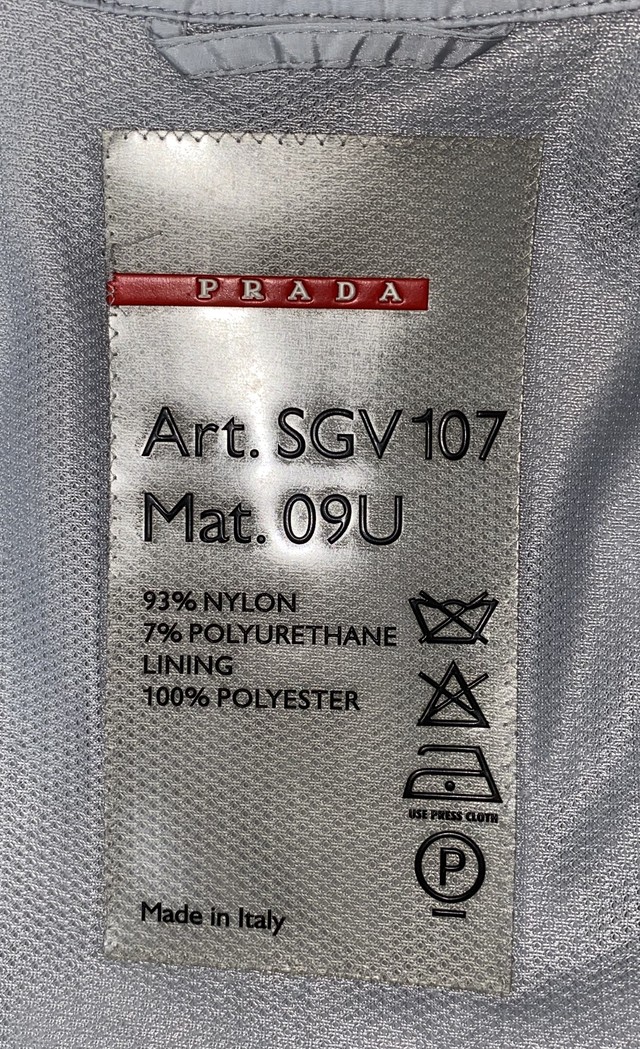 PRADA
Art. SGV 107
Mat. 09U
93% NYLON
7% POLYURETHANE
LINING
100% POLYESTER
USE PRESS CLOTH
P
Made in Italy